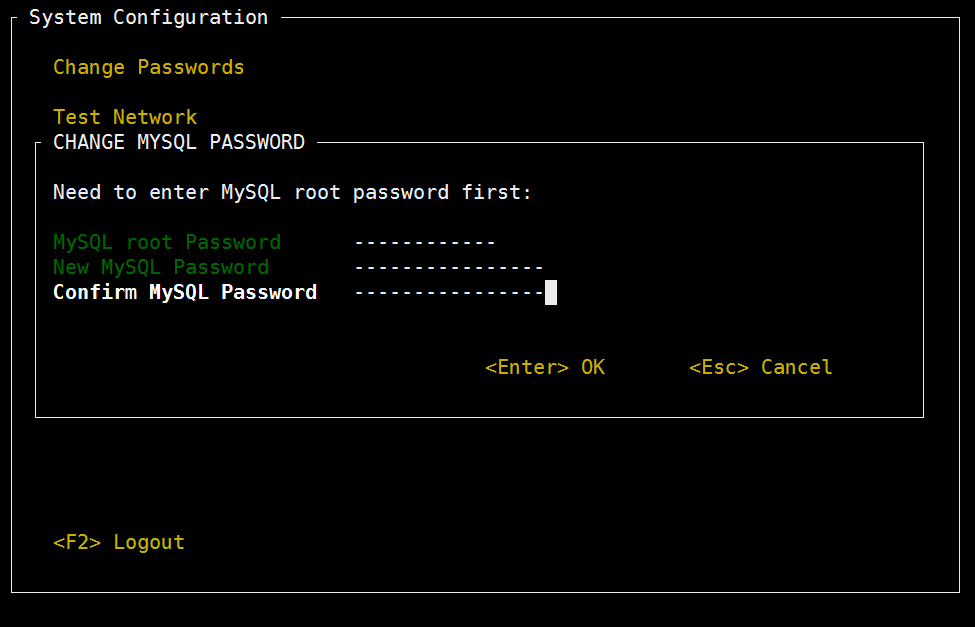 System Configuration
Change Passwords
Test Network
CHANGE MYSQL PASSWORD
Need to enter MySQL root password first:
MySQL root Password ------------
New MySQL Password ----------------
Confirm MySQL Password ----------------
<Enter> OK <Esc> Cancel
<F2> Logout